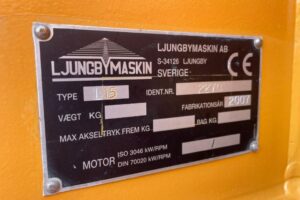 LJUNGBYMASKIN AB
S-34126 LJUNGBY
SVERIGE CE
LJUNGBYMASKIN
TYPE IDENT.NR.
FABRIKATIONSÅR 2007
VÆGT KG BAG KG
MAX AKSELTRYK FREM KG
MOTOR ISO 3046 kW/RPM
DIN 70020 kW/RPM /